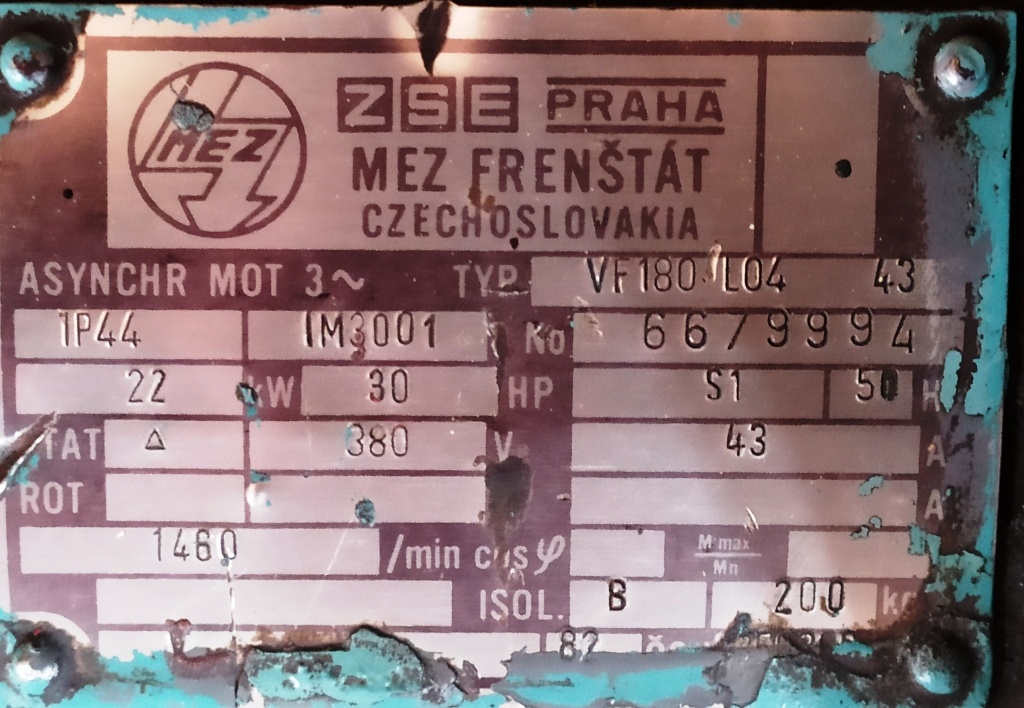 MEZ
ZSE PRAHA
MEZ FRENŠTÁT
CZECHOSLOVAKIA
ASYNCHR MOT 3~ TYP VF180 L04 43
IP44 IM3001 No 6679994
22 kW 30 HP S1 50 H
TAT △ 380 V 43 A
ROT A
1460 /min cos φ M max
Mn
ISOL. B 200 kg
82